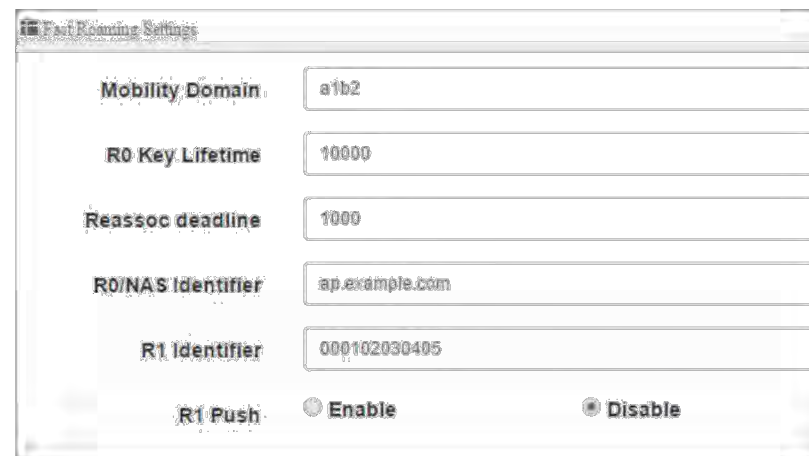 Fast Roaming Settings
Mobility Domain a1b2
R0 Key Lifetime 10000
Reassoc deadline 1000
R0/NAS Identifier ap.example.com
R1 Identifier 000102030405
R1 Push Enable Disable